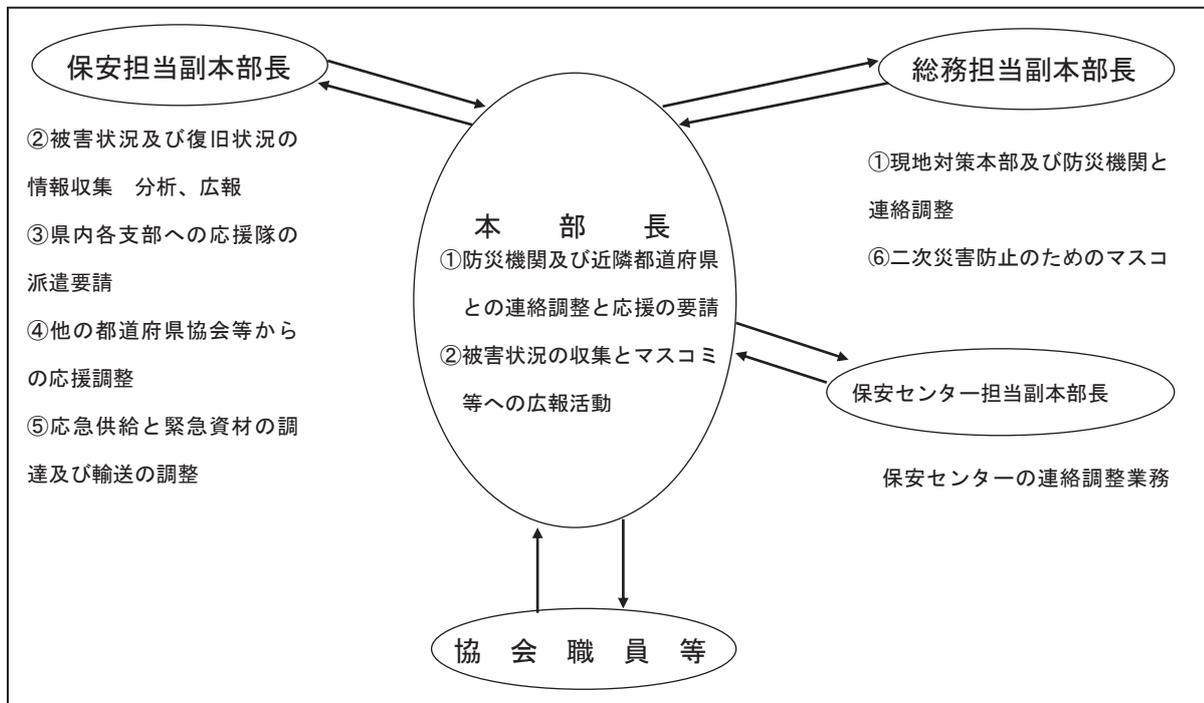 保安担当副本部長
②被害状況及び復旧状況の
情報収集　分析、広報
③県内各支部への応援隊の
派遣要請
④他の都道府県協会等から
の応援調整
⑤応急供給と緊急資材の調
達及び輸送の調整
本　部　長
①防災機関及び近隣都道府県
との連絡調整と応援の要請
②被害状況の収集とマスコミ
等への広報活動
総務担当副本部長
①現地対策本部及び防災機関と
連絡調整
⑥二次災害防止のためのマスコ
保安センター担当副本部長
保安センターの連絡調整業務
協　会　職　員　等